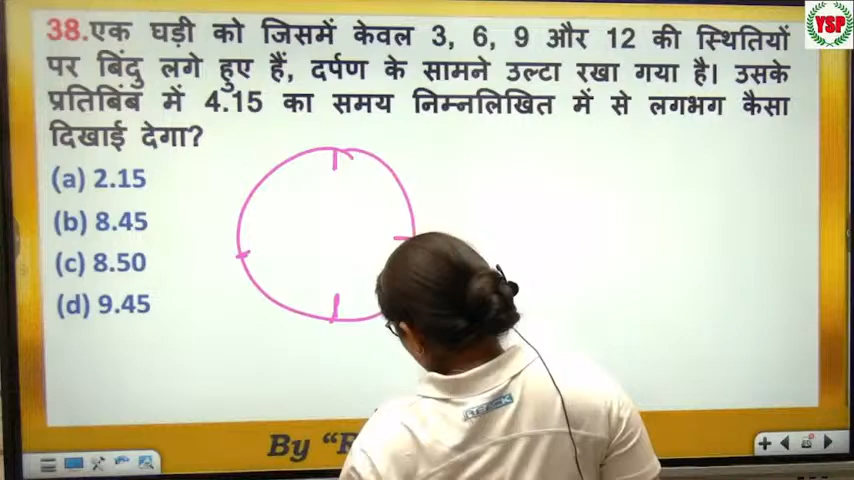 YSP
38.एक घड़ी को जिसमें केवल 3, 6, 9 और 12 की स्थितियों
पर बिंदु लगे हुए हैं, दर्पण के सामने उल्टा रखा गया है। उसके
प्रतिबिंब में 4.15 का समय निम्नलिखित में से लगभग कैसा
दिखाई देगा?
(a) 2.15
(b) 8.45
(c) 8.50
(d) 9.45
By